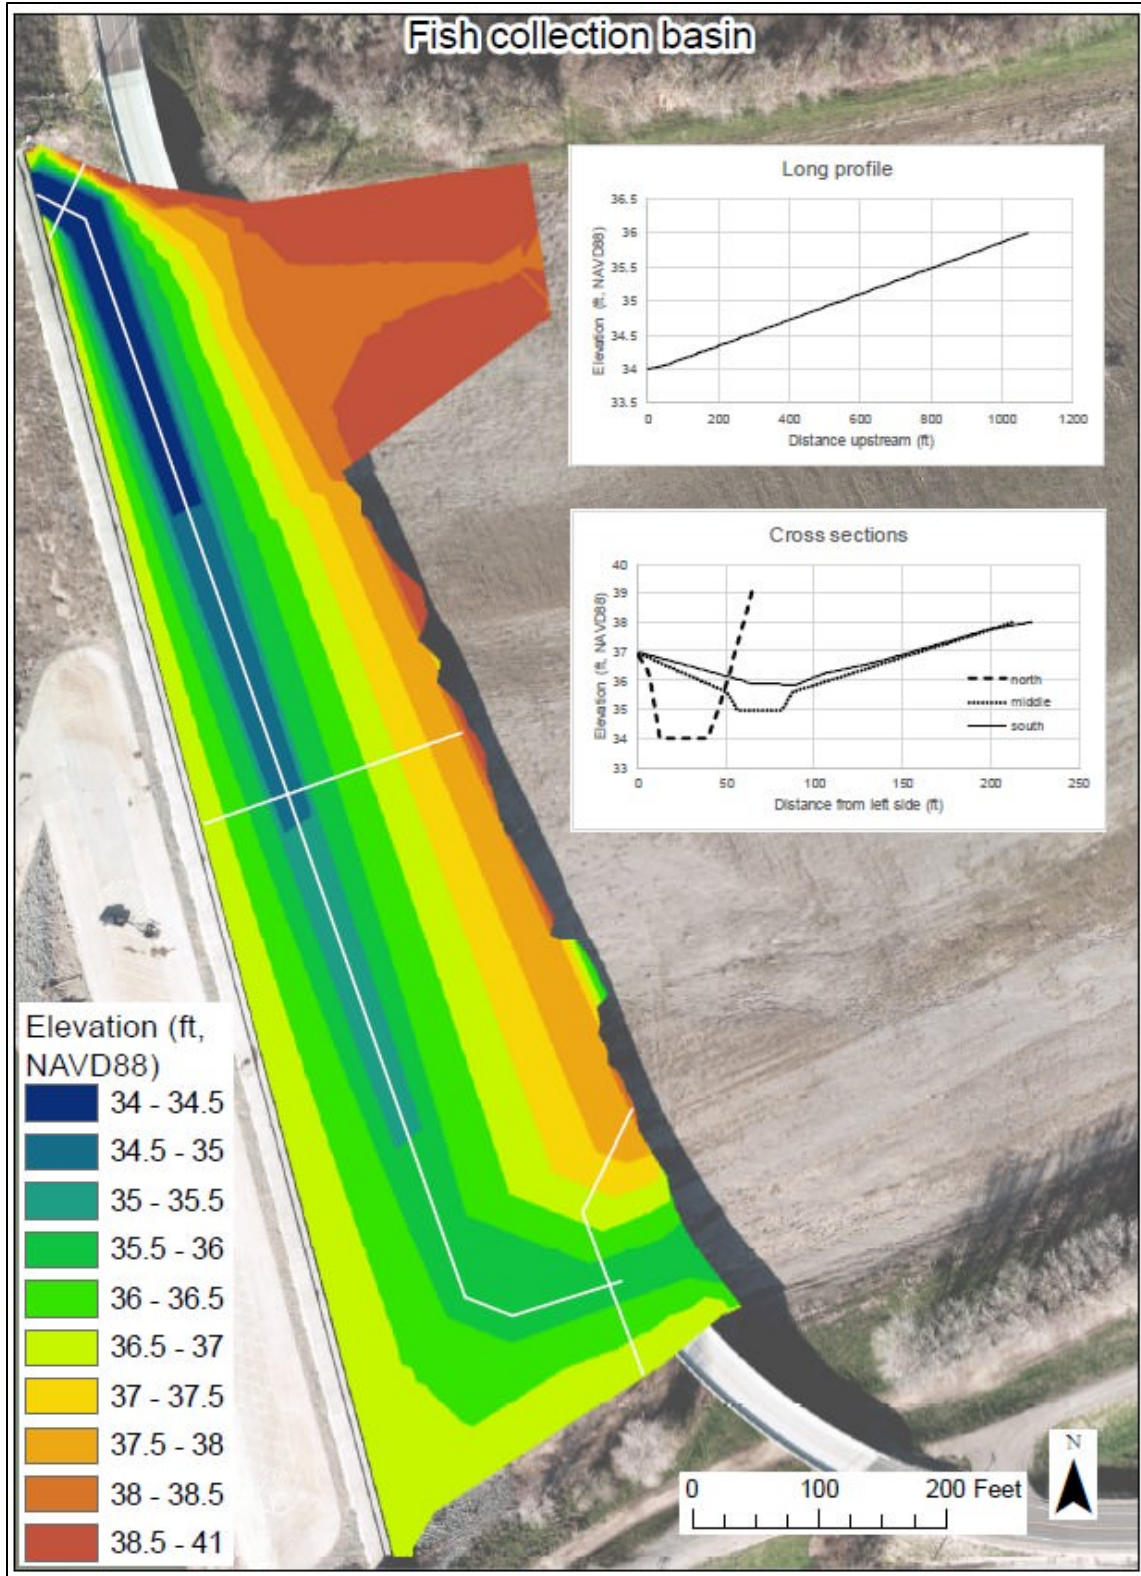 Fish collection basin
Long profile
36.5
36
35.5
35
34.5
34
33.5
Elevation (ft, NAVD88)
0 200 400 600 800 1000 1200
Distance upstream (ft)
Cross sections
40
39
38
37
36
35
34
33
Elevation (ft, NAVD88)
north
middle
south
0 50 100 150 200 250
Distance from left side (ft)
Elevation (ft,
NAVD88)
34 - 34.5
34.5 - 35
35 - 35.5
35.5 - 36
36 - 36.5
36.5 - 37
37 - 37.5
37.5 - 38
38 - 38.5
38.5 - 41
N
0 100 200 Feet